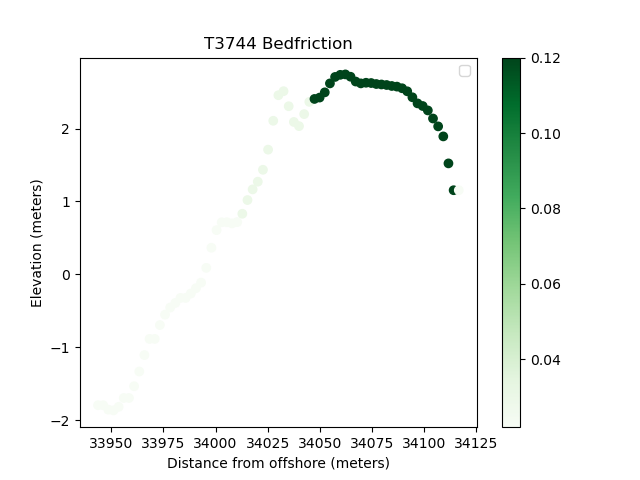 T3744 Bedfriction
0.12
0.10
0.08
0.06
0.04
2
1
0
−1
−2
Elevation (meters)
33950 33975 34000 34025 34050 34075 34100 34125
Distance from offshore (meters)